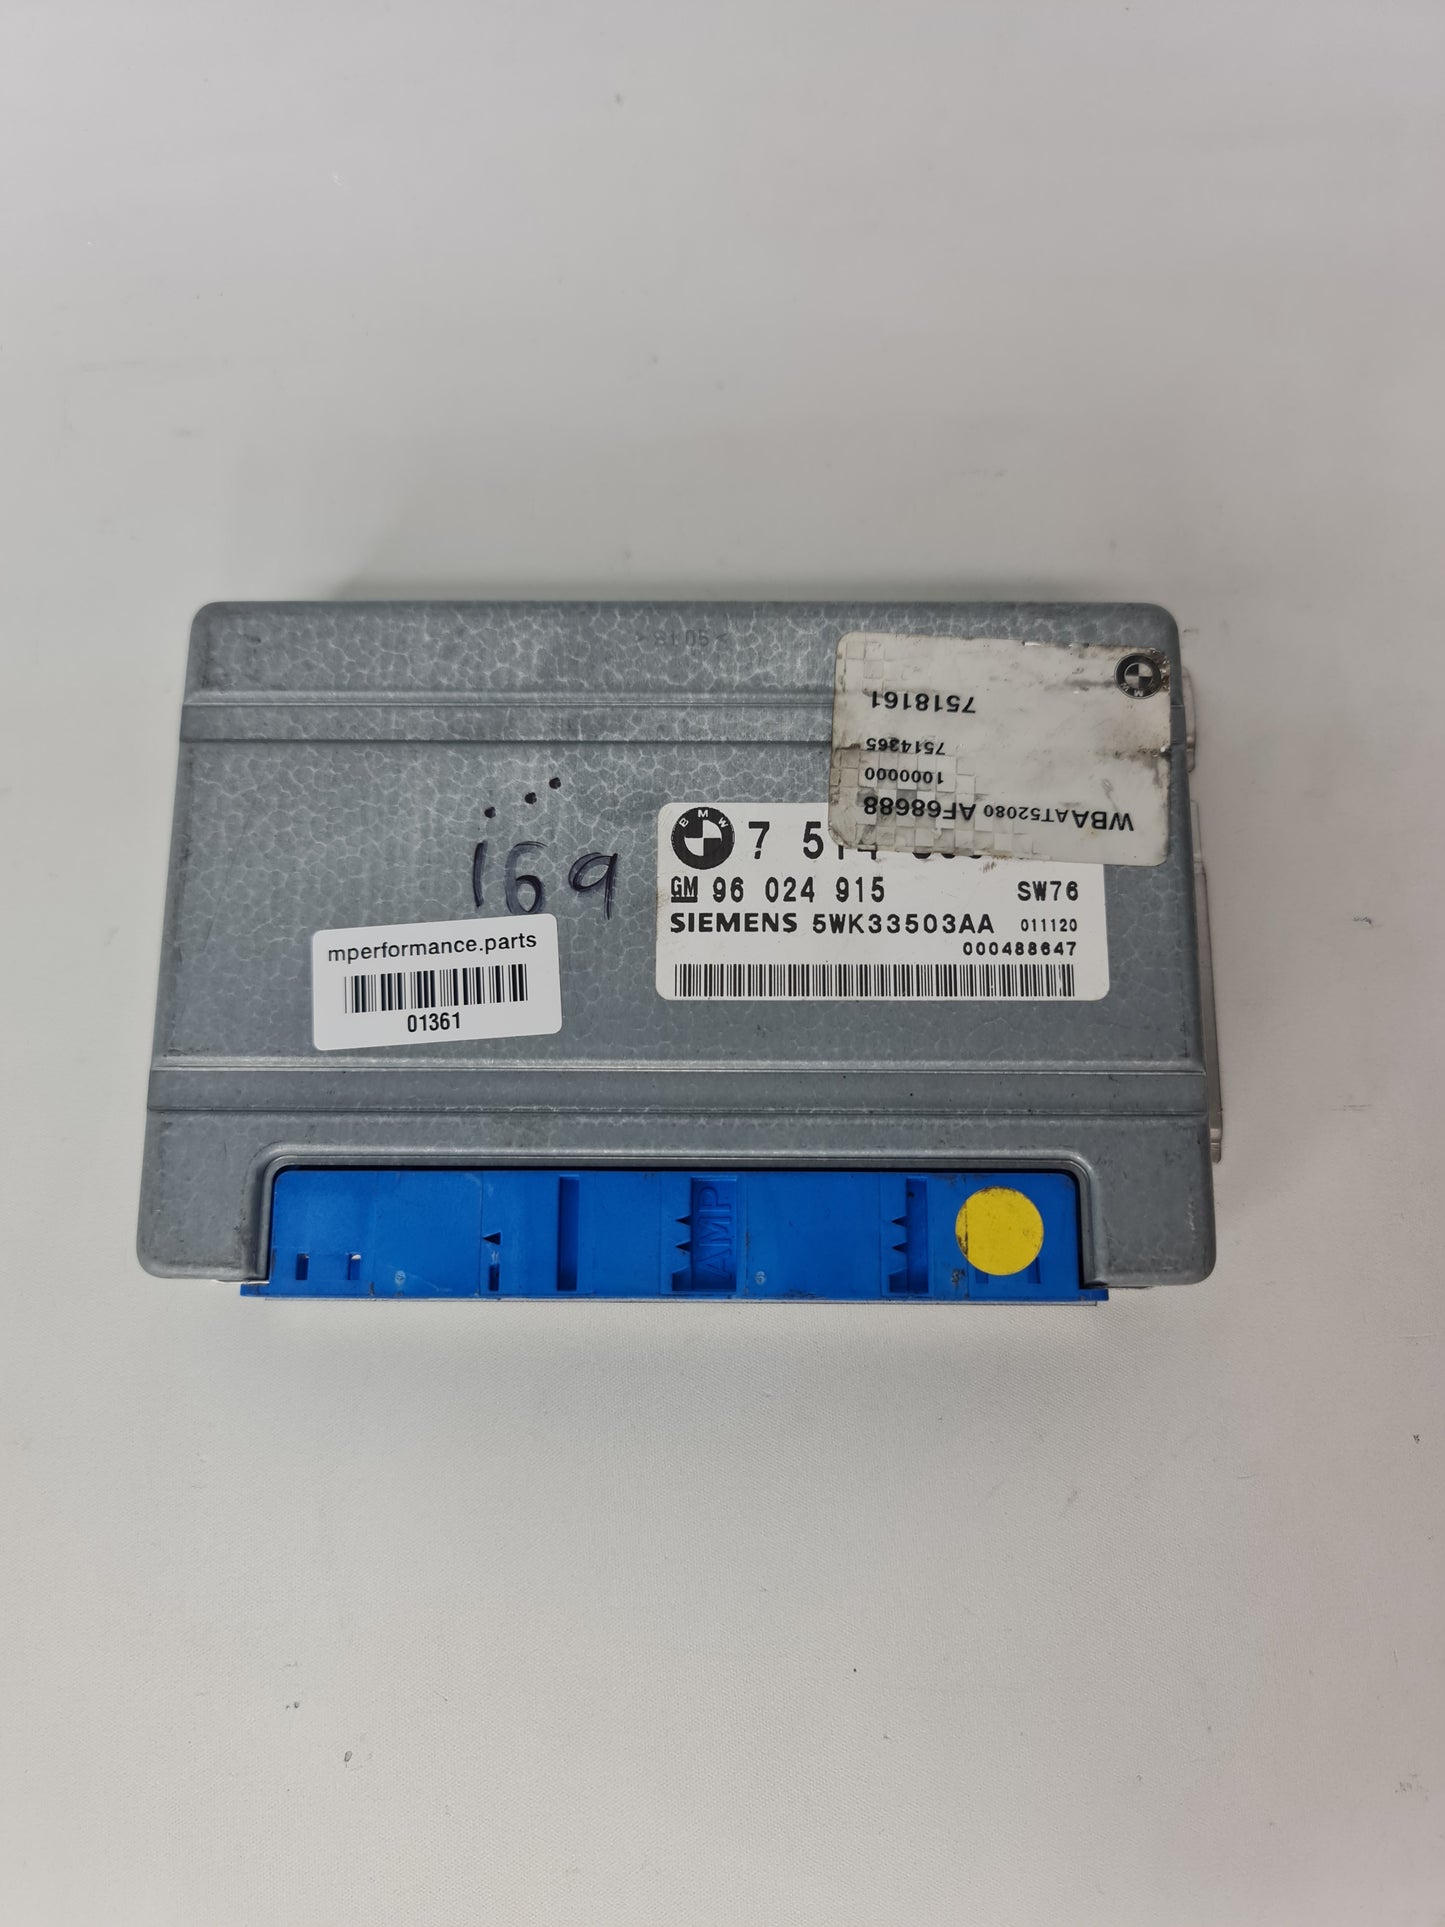 7518161
7514365
1000000
WBAAT52080 AF68688
BMW
7 514
GM 96 024 915 SW76
SIEMENS 5WK33503AA 011120
000488647
169
mperformance.parts
01361
AMP